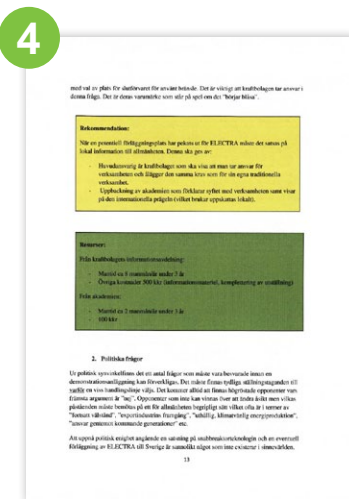 4
med val av plats för slutförvaret för använt bränsle. Det är viktigt att kraftbolagen tar ansvar i
denna fråga. Det är deras varumärke som står på spel om det "börjar blåsa".
Rekommendation:
När en potentiell förläggningsplats har pekats ut för ELECTRA måste det satsas på
lokal information till allmänheten. Denna ska ges av:
- Huvudansvarig är kraftbolagen som ska visa att man tar ansvar för
verksamheten och lägger den samma som för sin egna traditionella
verksamhet.
- Uppbackning av akademien som förklarar syftet med verksamheten samt visar
på den internationella prägeln (vilket brukar uppskattas lokalt).
Resurser:
Från kraftbolagets informationsavdelning:
- Mantid ca 6 manmånader under 3 år
- Övriga kostnader 500 kkr (informationsmaterial, komplettering av utställning)
Från akademien:
- Mantid ca 2 manmånader under 3 år
- 100 kkr
2. Politiska frågor
Ur politisk synvinkel finns det ett antal frågor som måste vara besvarade innan en
demonstrationsanläggning kan förverkligas. Det måste finnas tydliga ställningstaganden till
varför en viss handlingslinje väljs. Det kommer alltid att finnas högröstade opponenter vars
främsta argument är "nej". Opponenter som inte kan vinnas över att ändra åsikt men vilkas
påståenden måste bemötas på ett för allmänheten begripligt sätt vilket ofta är i termer av
"fortsatt välstånd", "exportindustrins framgång", "uthållig, klimatvänlig energiproduktion",
"ansvar gentemot kommande generationer" etc.
Att uppnå politisk enighet angående en satsning på snabbreaktorteknologin och en eventuell
förläggning av ELECTRA till Sverige är sannolikt något som inte existerar i sinnevärlden.
13